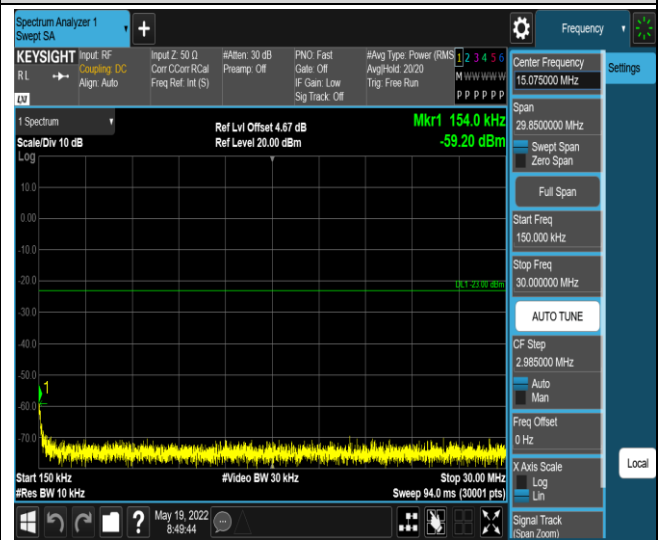 Spectrum Analyzer 1
Swept SA
+
Frequency
KEYSIGHT
RL
LXI
Input: RF
Coupling: DC
Align: Auto
Input Z: 50 Ω
Corr CCorr RCal
Freq Ref: Int (S)
#Atten: 30 dB
Preamp: Off
PNO: Fast
Gate: Off
IF Gain: Low
Sig Track: Off
#Avg Type: Power (RMS
Avg|Hold: 20/20
Trig: Free Run
1 2 3 4 5 6
M W W W W W
P P P P P P
1 Spectrum
Scale/Div 10 dB
Log
Ref Lvl Offset 4.67 dB
Ref Level 20.00 dBm
Mkr1 154.0 kHz
-59.20 dBm
10.0
0.00
-10.0
-20.0
DL1 -23.00 dBm
-30.0
-40.0
-50.0
1
-60.0
-70.0
Start 150 kHz
#Res BW 10 kHz
#Video BW 30 kHz
Stop 30.00 MHz
Sweep 94.0 ms (30001 pts)
?
May 19, 2022
8:49:44
Center Frequency
15.075000 MHz
Span
29.8500000 MHz
Swept Span
Zero Span
Full Span
Start Freq
150.000 kHz
Stop Freq
30.000000 MHz
AUTO TUNE
CF Step
2.985000 MHz
Auto
Man
Freq Offset
0 Hz
X Axis Scale
Log
Lin
Signal Track
(Span Zoom)
Settings
Local